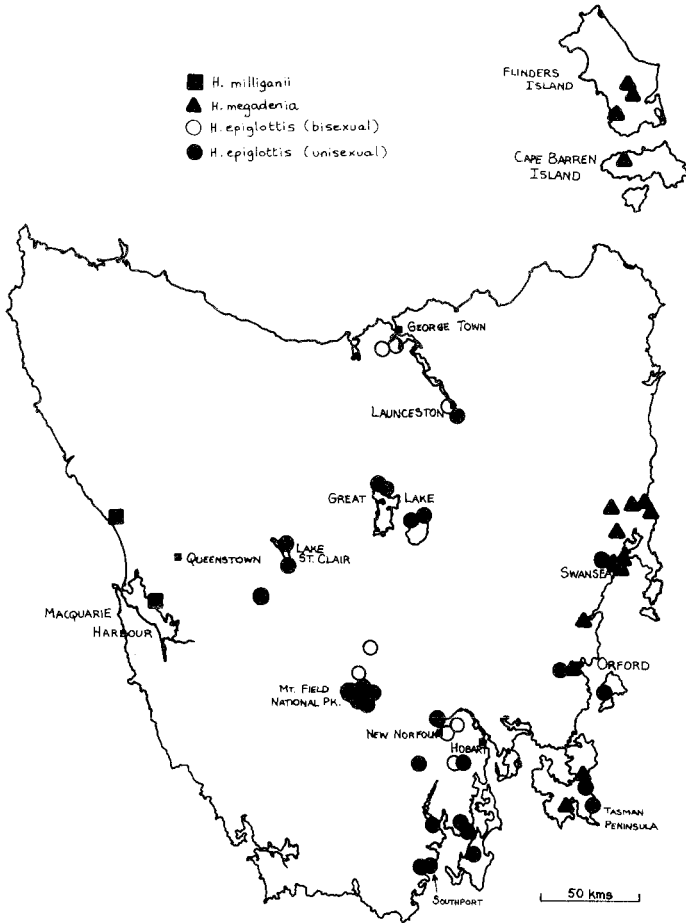 FLINDERS
ISLAND
H. milliganii
H. megadenia
H. epiglottis (bisexual)
H. epiglottis (unisexual)
CAPE BARREN
ISLAND
GEORGE TOWN
LAUNCESTON
GREAT LAKE
LAKE
ST. CLAIR
QUEENSTOWN
SWANSEA
MACQUARIE
HARBOUR
ORFORD
MT. FIELD
NATIONAL PK.
NEW NORFOLK
HOBART
TASMAN
PENINSULA
SOUTHPORT
50 kms